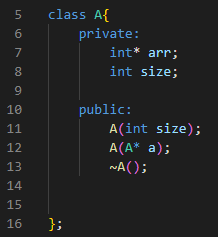 5 class A{
6 private:
7 int* arr;
8 int size;
9
10 public:
11 A(int size);
12 A(A* a);
13 ~A();
14
15
16 };